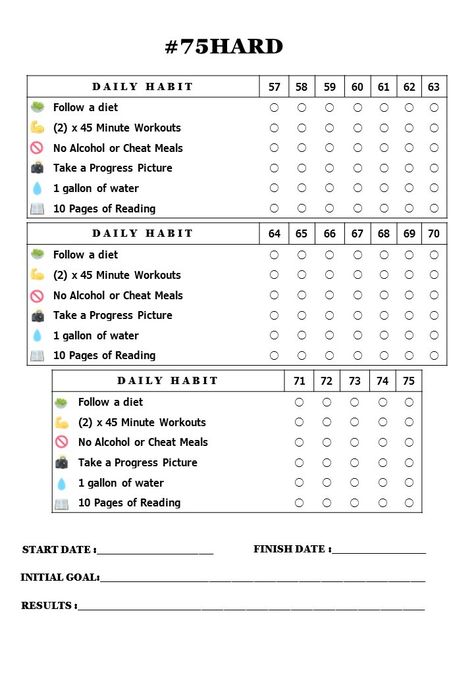 #75HARD
DAILY HABIT 57 58 59 60 61 62 63
Follow a diet
(2) x 45 Minute Workouts
No Alcohol or Cheat Meals
Take a Progress Picture
1 gallon of water
10 Pages of Reading
DAILY HABIT 64 65 66 67 68 69 70
Follow a diet
(2) x 45 Minute Workouts
No Alcohol or Cheat Meals
Take a Progress Picture
1 gallon of water
10 Pages of Reading
DAILY HABIT 71 72 73 74 75
Follow a diet
(2) x 45 Minute Workouts
No Alcohol or Cheat Meals
Take a Progress Picture
1 gallon of water
10 Pages of Reading
START DATE : FINISH DATE :
INITIAL GOAL:
RESULTS :